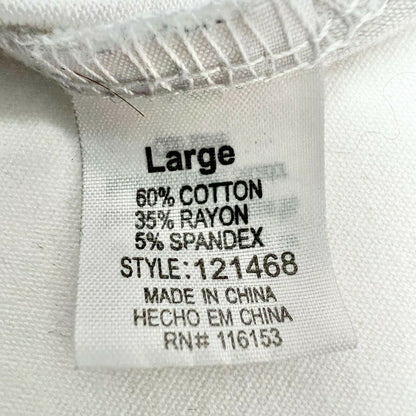 Large
60% COTTON
35% RAYON
5% SPANDEX
STYLE: 121468
MADE IN CHINA
HECHO EM CHINA
RN# 116153